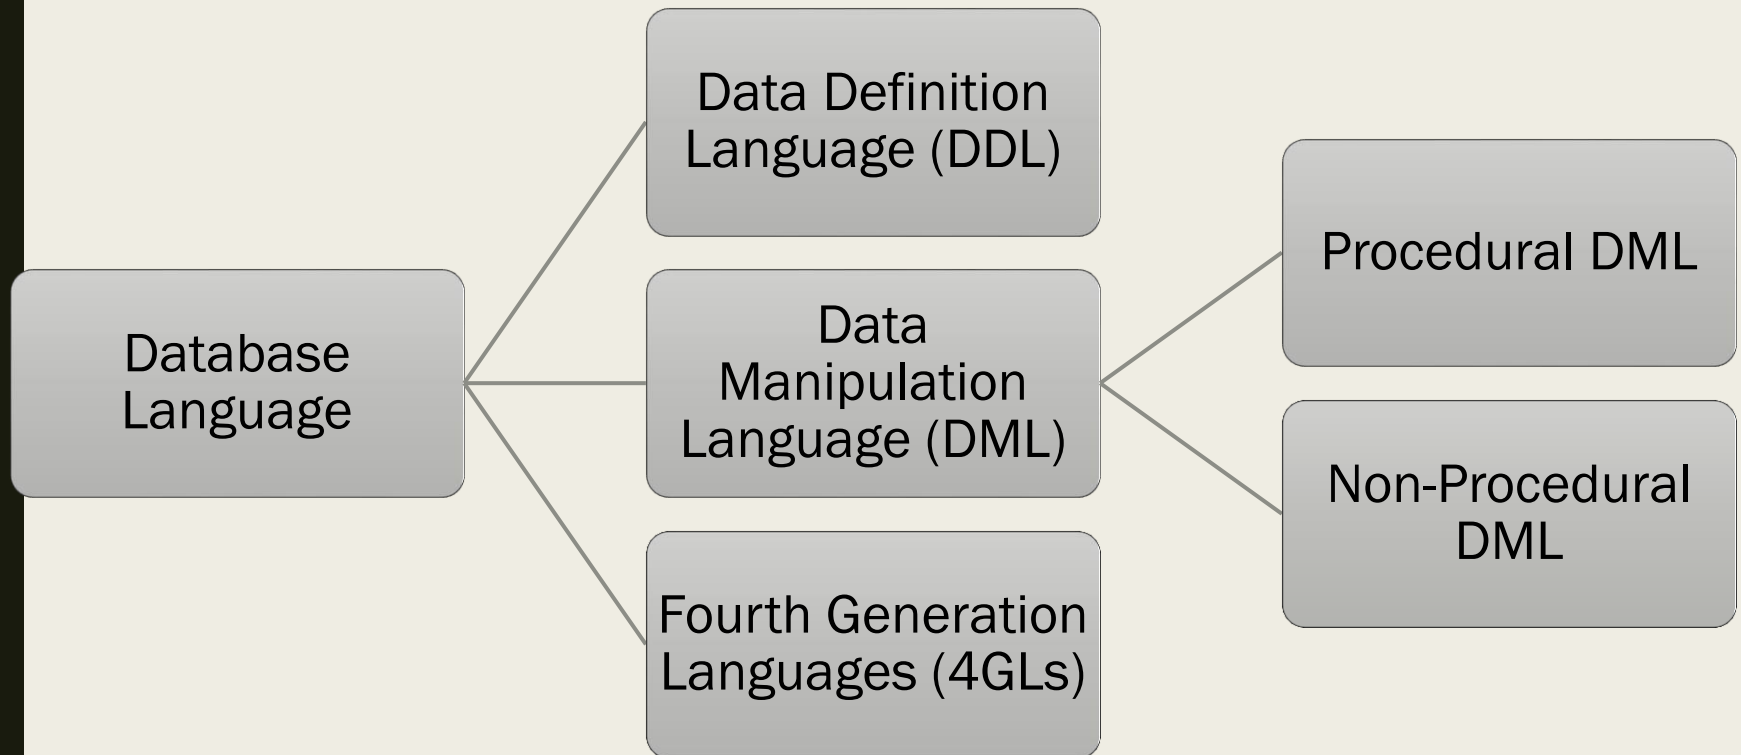 Database
Language
Data Definition
Language (DDL)
Data
Manipulation
Language (DML)
Fourth Generation
Languages (4GLs)
Procedural DML
Non-Procedural
DML